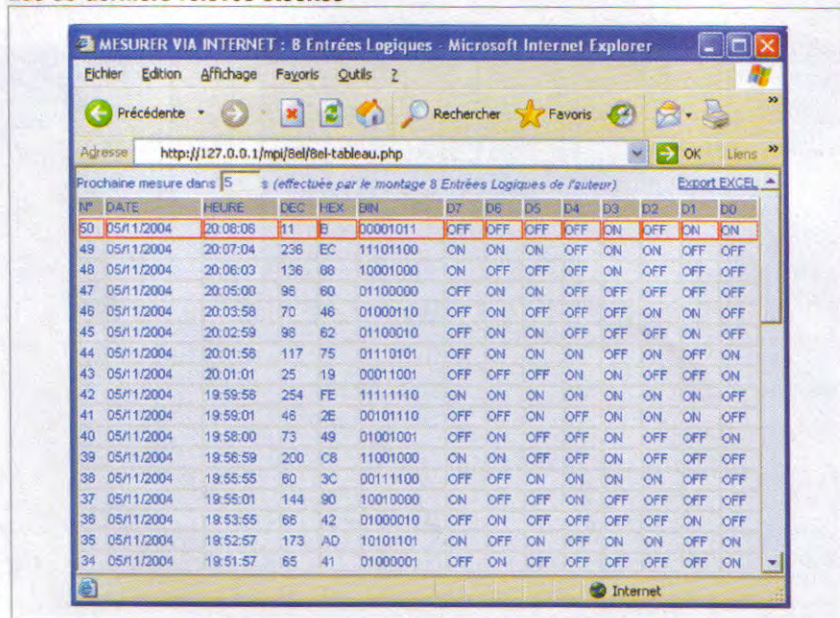 MESURER VIA INTERNET : 8 Entrées Logiques - Microsoft Internet Explorer
Fichier Edition Affichage Favoris Outils ?
Précédente Rechercher Favoris
Adresse http://127.0.0.1/mpi/8el/8el-tableau.php OK Liens
Prochaine mesure dans 5 s (effectuée par le montage 8 Entrées Logiques de l'auteur) Export EXCEL
N° DATE HEURE DEC HEX BIN D7 D6 D5 D4 D3 D2 D1 D0
50 05/11/2004 20:08:06 11 B 00001011 OFF OFF OFF OFF ON OFF ON ON
49 05/11/2004 20:07:04 236 EC 11101100 ON ON ON OFF ON ON OFF OFF
48 05/11/2004 20:06:03 136 88 10001000 ON OFF OFF OFF ON OFF OFF OFF
47 05/11/2004 20:05:00 96 60 01100000 OFF ON ON OFF OFF OFF OFF OFF
46 05/11/2004 20:03:58 70 46 01000110 OFF ON OFF OFF OFF ON ON OFF
45 05/11/2004 20:02:59 98 62 01100010 OFF ON ON OFF OFF OFF ON OFF
44 05/11/2004 20:01:56 117 75 01110101 OFF ON ON ON OFF ON OFF ON
43 05/11/2004 20:01:01 25 19 00011001 OFF OFF OFF ON ON OFF OFF ON
42 05/11/2004 19:59:56 254 FE 11111110 ON ON ON ON ON ON ON OFF
41 05/11/2004 19:59:01 46 2E 00101110 OFF OFF ON OFF ON ON ON OFF
40 05/11/2004 19:58:00 73 49 01001001 OFF ON OFF OFF ON OFF OFF ON
39 05/11/2004 19:56:59 200 C8 11001000 ON ON OFF OFF ON OFF OFF OFF
38 05/11/2004 19:55:55 60 3C 00111100 OFF OFF ON ON ON ON OFF OFF
37 05/11/2004 19:55:01 144 90 10010000 ON OFF OFF ON OFF OFF OFF OFF
36 05/11/2004 19:53:55 66 42 01000010 OFF ON OFF OFF OFF OFF ON OFF
35 05/11/2004 19:52:57 173 AD 10101101 ON OFF ON OFF ON ON OFF ON
34 05/11/2004 19:51:57 65 41 01000001 OFF ON OFF OFF OFF OFF OFF ON
Internet